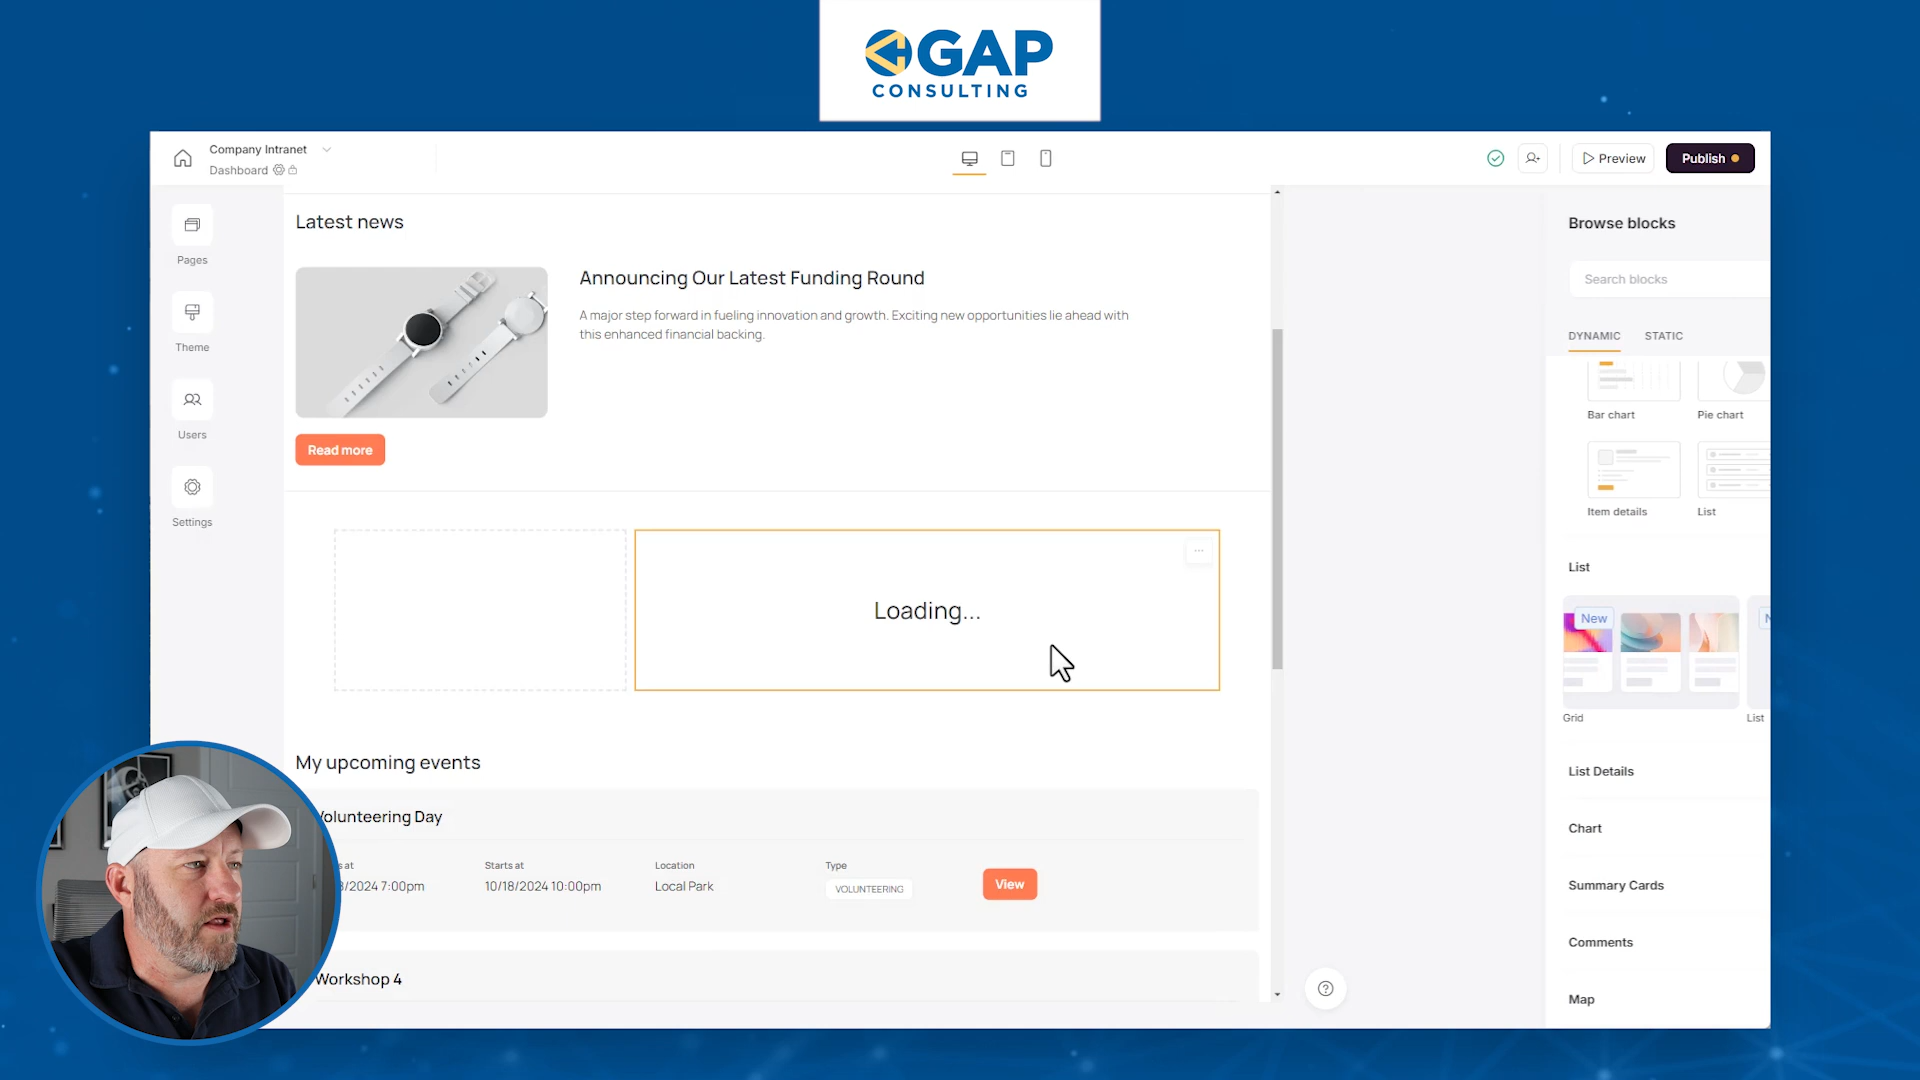 GAP
CONSULTING
Company Intranet
Dashboard
Preview
Publish
Pages
Theme
Users
Settings
Latest news
Announcing Our Latest Funding Round
A major step forward in fueling innovation and growth. Exciting new opportunities lie ahead with
this enhanced financial backing.
Read more
Loading...
My upcoming events
Volunteering Day
Starts at
10/18/2024 10:00pm
Location
Local Park
Type
VOLUNTEERING
View
Workshop 4
Browse blocks
Search blocks
DYNAMIC
STATIC
Bar chart
Pie chart
Item details
List
List
New
Grid
List
List Details
Chart
Summary Cards
Comments
Map